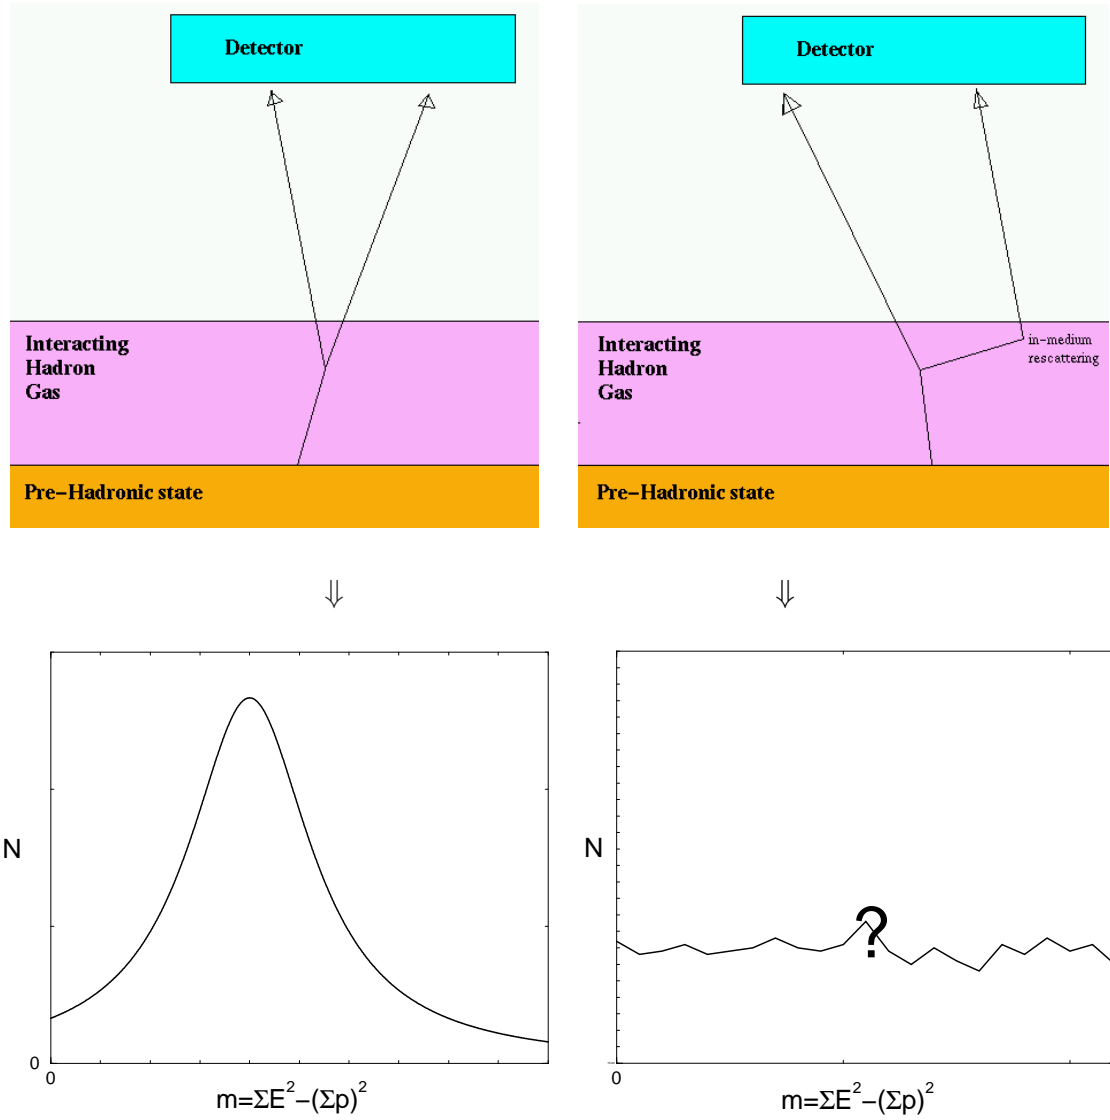 Detector
Interacting
Hadron
Gas
Pre-Hadronic state
Detector
Interacting
Hadron
Gas
in-medium
rescattering
Pre-Hadronic state
⇓
⇓
N
0
0
m=ΣE²-(Σp)²
N
?
0
m=ΣE²-(Σp)²